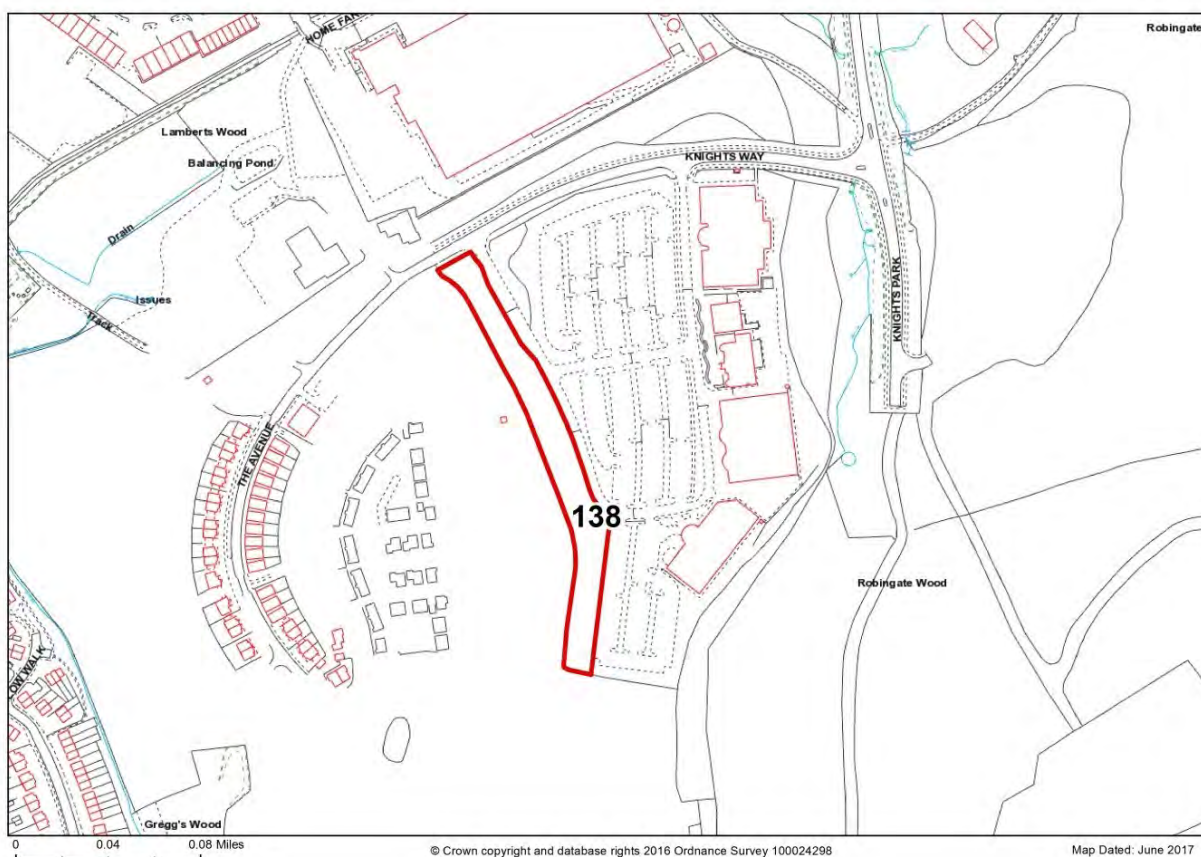 Robingate
HOME FAR
Lamberts Wood
Balancing Pond
KNIGHTS WAY
Drain
Issues
Track
KNIGHTS PARK
THE AVENUE
138
Robingate Wood
LOW WALK
Gregg's Wood
0 0.04 0.08 Miles
© Crown copyright and database rights 2016 Ordnance Survey 100024298
Map Dated: June 2017